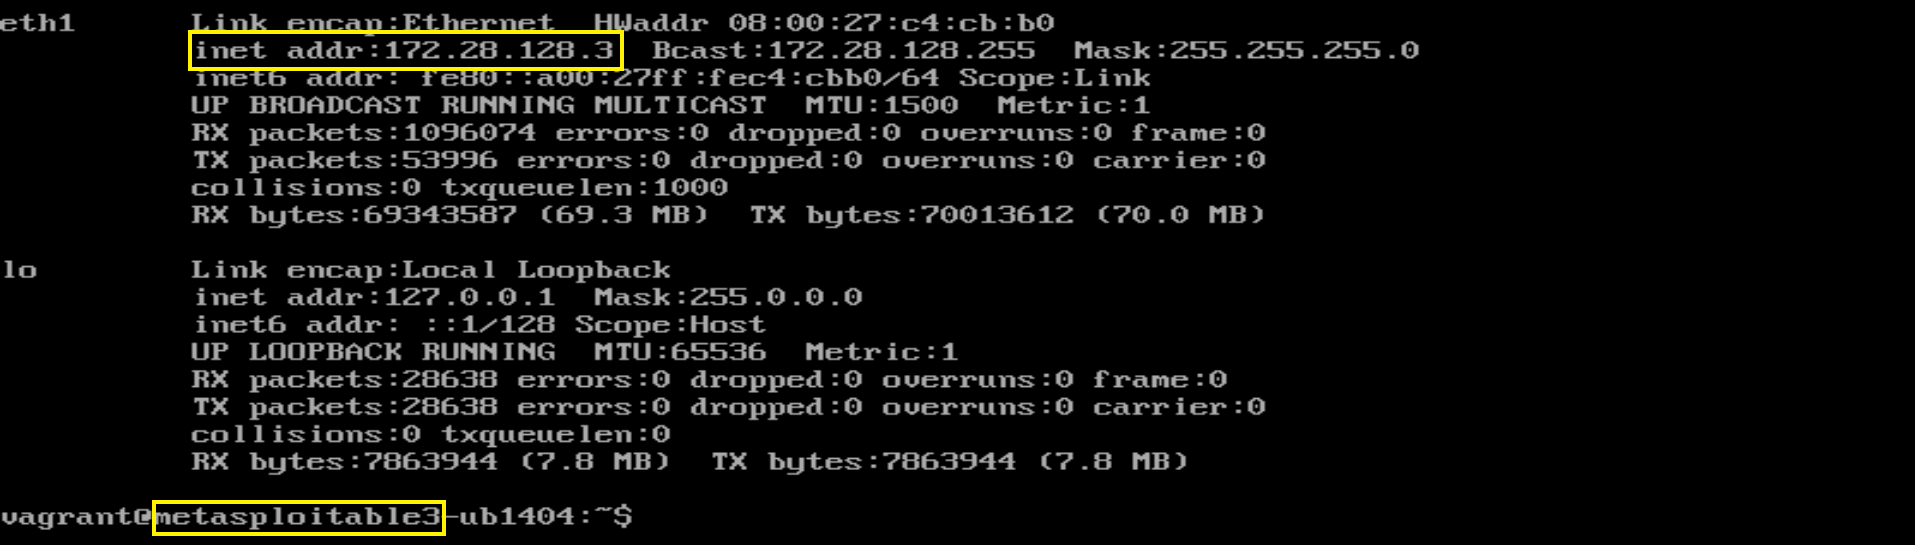 eth1 Link encap:Ethernet HWaddr 08:00:27:c4:cb:b0
inet addr:172.28.128.3 Bcast:172.28.128.255 Mask:255.255.255.0
inet6 addr: fe80::a00:27ff:fec4:cbb0/64 Scope:Link
UP BROADCAST RUNNING MULTICAST MTU:1500 Metric:1
RX packets:1096074 errors:0 dropped:0 overruns:0 frame:0
TX packets:53996 errors:0 dropped:0 overruns:0 carrier:0
collisions:0 txqueuelen:1000
RX bytes:69343587 (69.3 MB) TX bytes:70013612 (70.0 MB)
lo Link encap:Local Loopback
inet addr:127.0.0.1 Mask:255.0.0.0
inet6 addr: ::1/128 Scope:Host
UP LOOPBACK RUNNING MTU:65536 Metric:1
RX packets:28638 errors:0 dropped:0 overruns:0 frame:0
TX packets:28638 errors:0 dropped:0 overruns:0 carrier:0
collisions:0 txqueuelen:0
RX bytes:7863944 (7.8 MB) TX bytes:7863944 (7.8 MB)
vagrant@metasploitable3-ub1404:~$